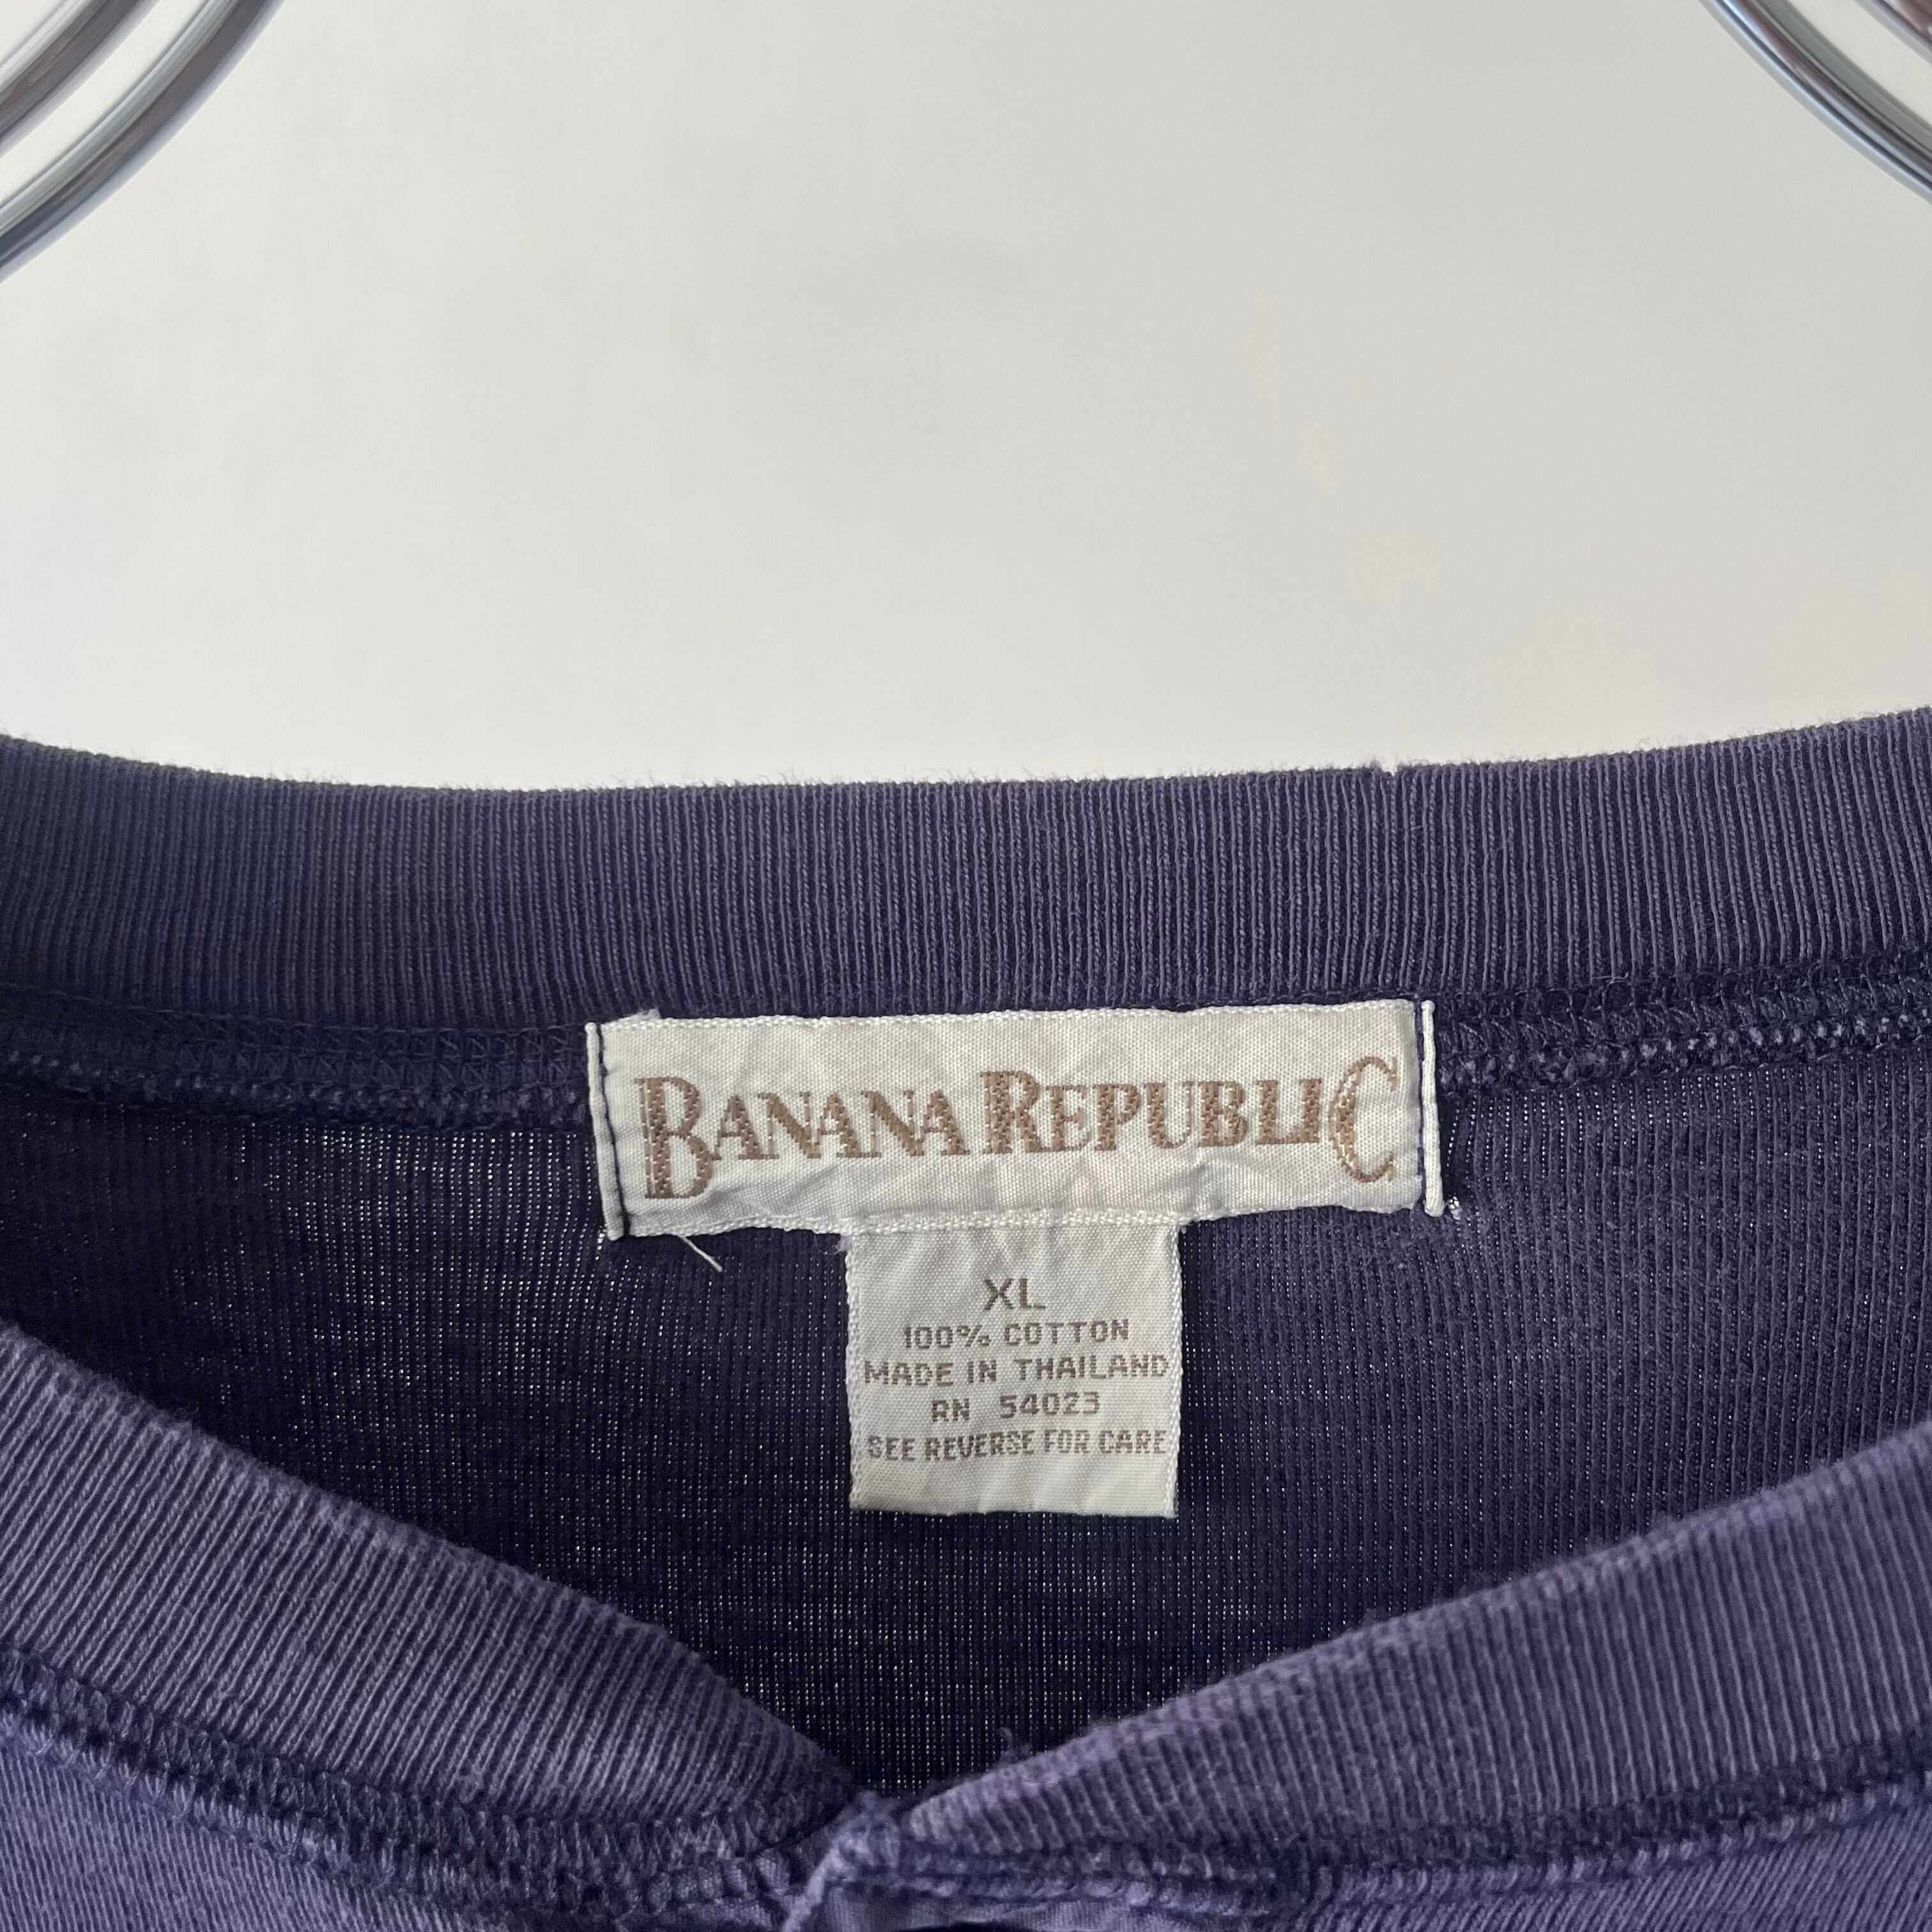 BANANA REPUBLIC
XL
100% COTTON
MADE IN THAILAND
RN 54023
SEE REVERSE FOR CARE